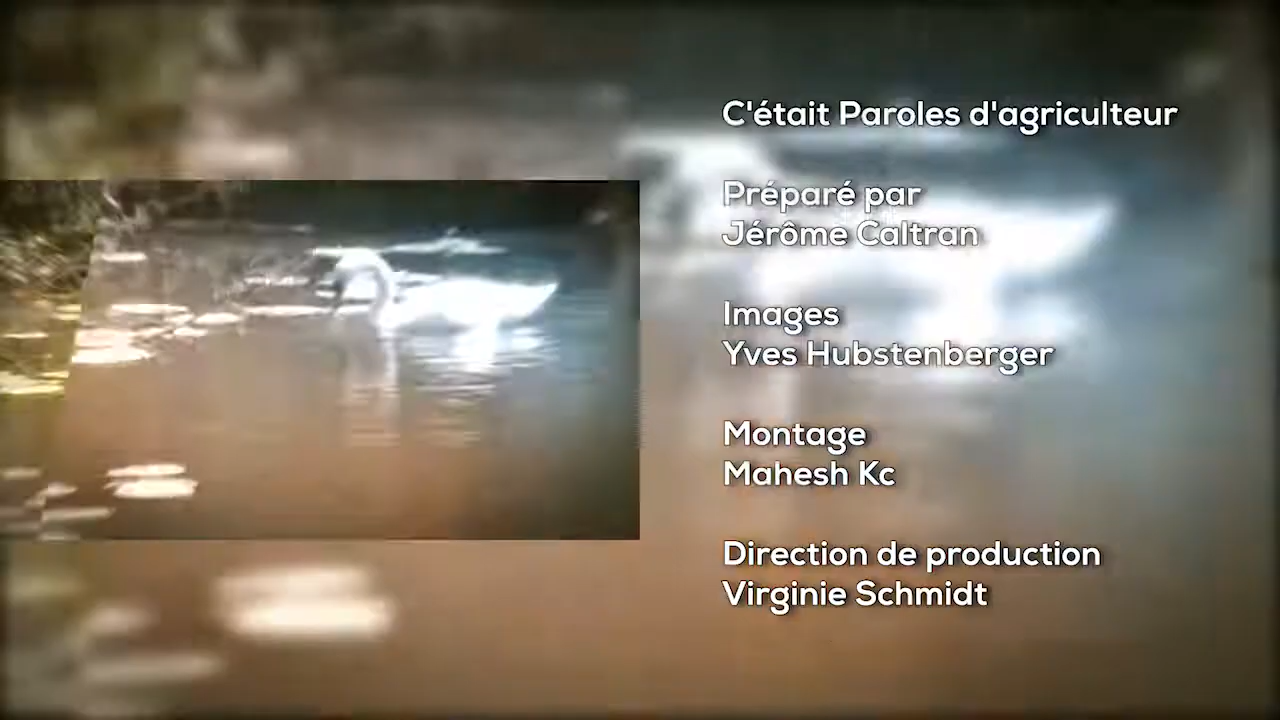 C'était Paroles d'agriculteur
Préparé par
Jérôme Caltran
Images
Yves Hubstenberger
Montage
Mahesh Kc
Direction de production
Virginie Schmidt